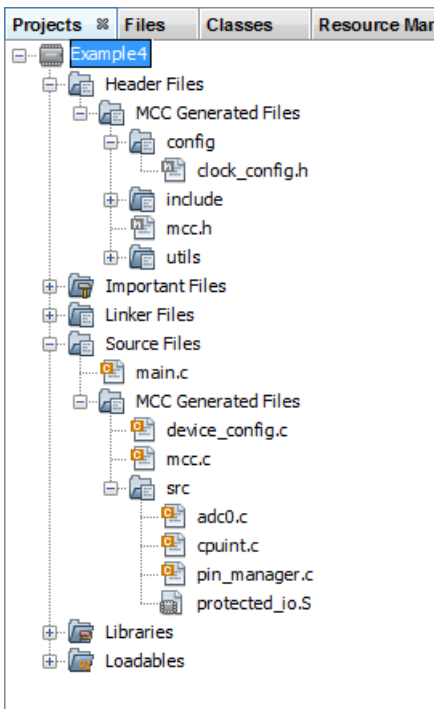 Projects Files Classes Resource Mar
Example4
Header Files
MCC Generated Files
config
clock_config.h
include
mcc.h
utils
Important Files
Linker Files
Source Files
main.c
MCC Generated Files
device_config.c
mcc.c
src
adc0.c
cpuint.c
pin_manager.c
protected_io.S
Libraries
Loadables